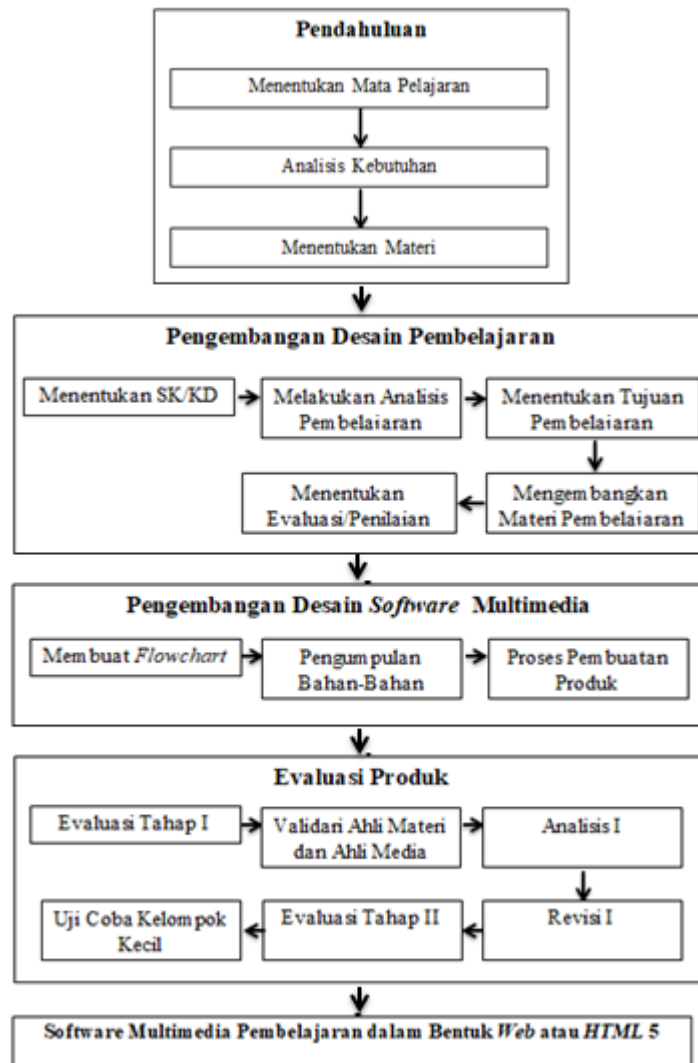 Pendahuluan
Menentukan Mata Pelajaran
Analisis Kebutuhan
Menentukan Materi
Pengembangan Desain Pembelajaran
Menentukan SK/KD
Melakukan Analisis
Pembelaiaran
Menentukan Tujuan
Pembelaiaran
Mengembangkan
Materi Pembelaiaran
Menentukan
Evaluasi/Penilaian
Pengembangan Desain Software Multimedia
Membuat Flowchart
Pengumpulan
Bahan-Bahan
Proses Pembuatan
Produk
Evaluasi Produk
Evaluasi Tahap I
Validari Ahli Materi
dan Ahli Media
Analisis I
Revisi I
Evaluasi Tahap II
Uji Coba Kelompok
Kecil
Software Multimedia Pembelajaran dalam Bentuk Web atau HTML 5